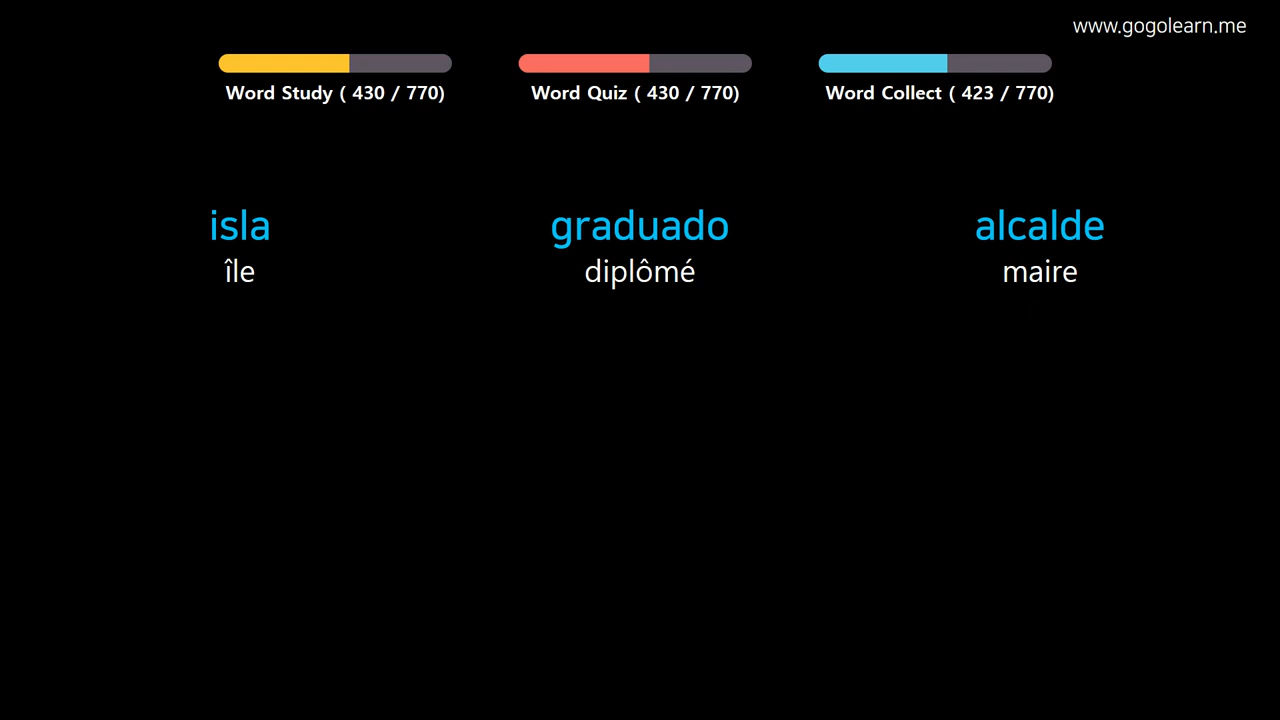 www.gogolearn.me
Word Study ( 430 / 770)
Word Quiz ( 430 / 770)
Word Collect ( 423 / 770)
isla
île
graduado
diplômé
alcalde
maire